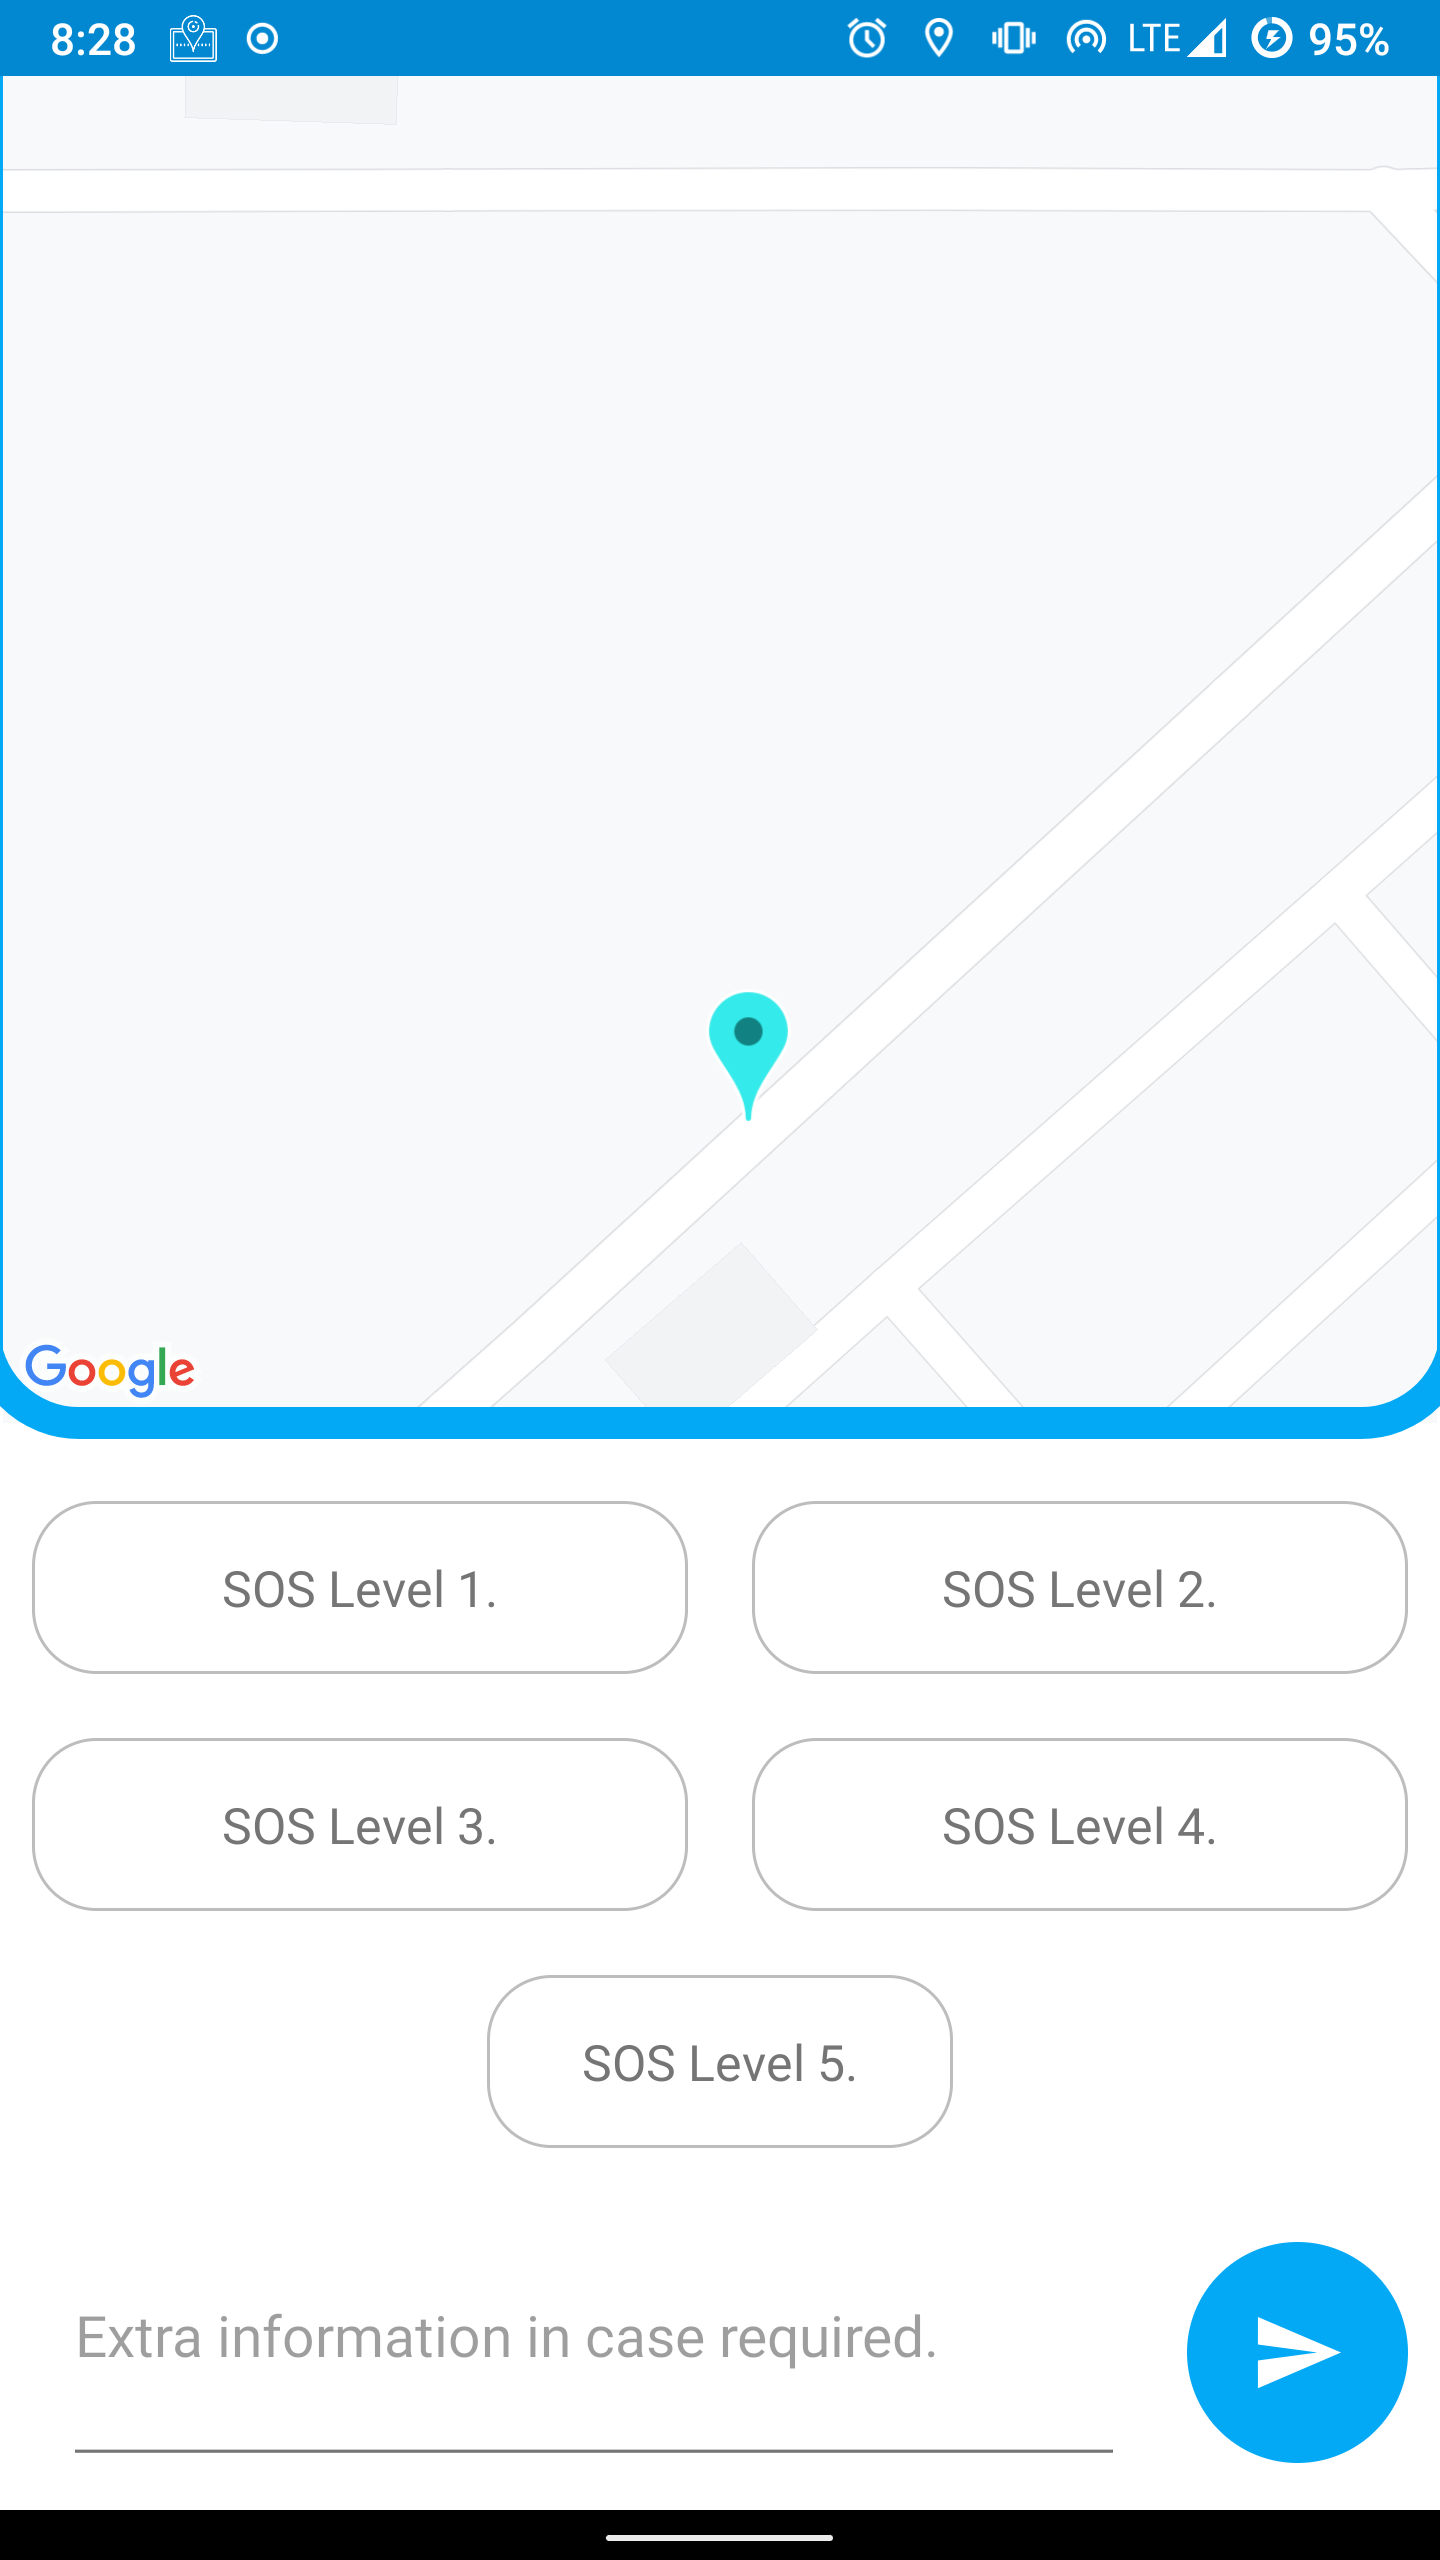 8:28 LTE 95%
Google
SOS Level 1. SOS Level 2.
SOS Level 3. SOS Level 4.
SOS Level 5.
Extra information in case required.